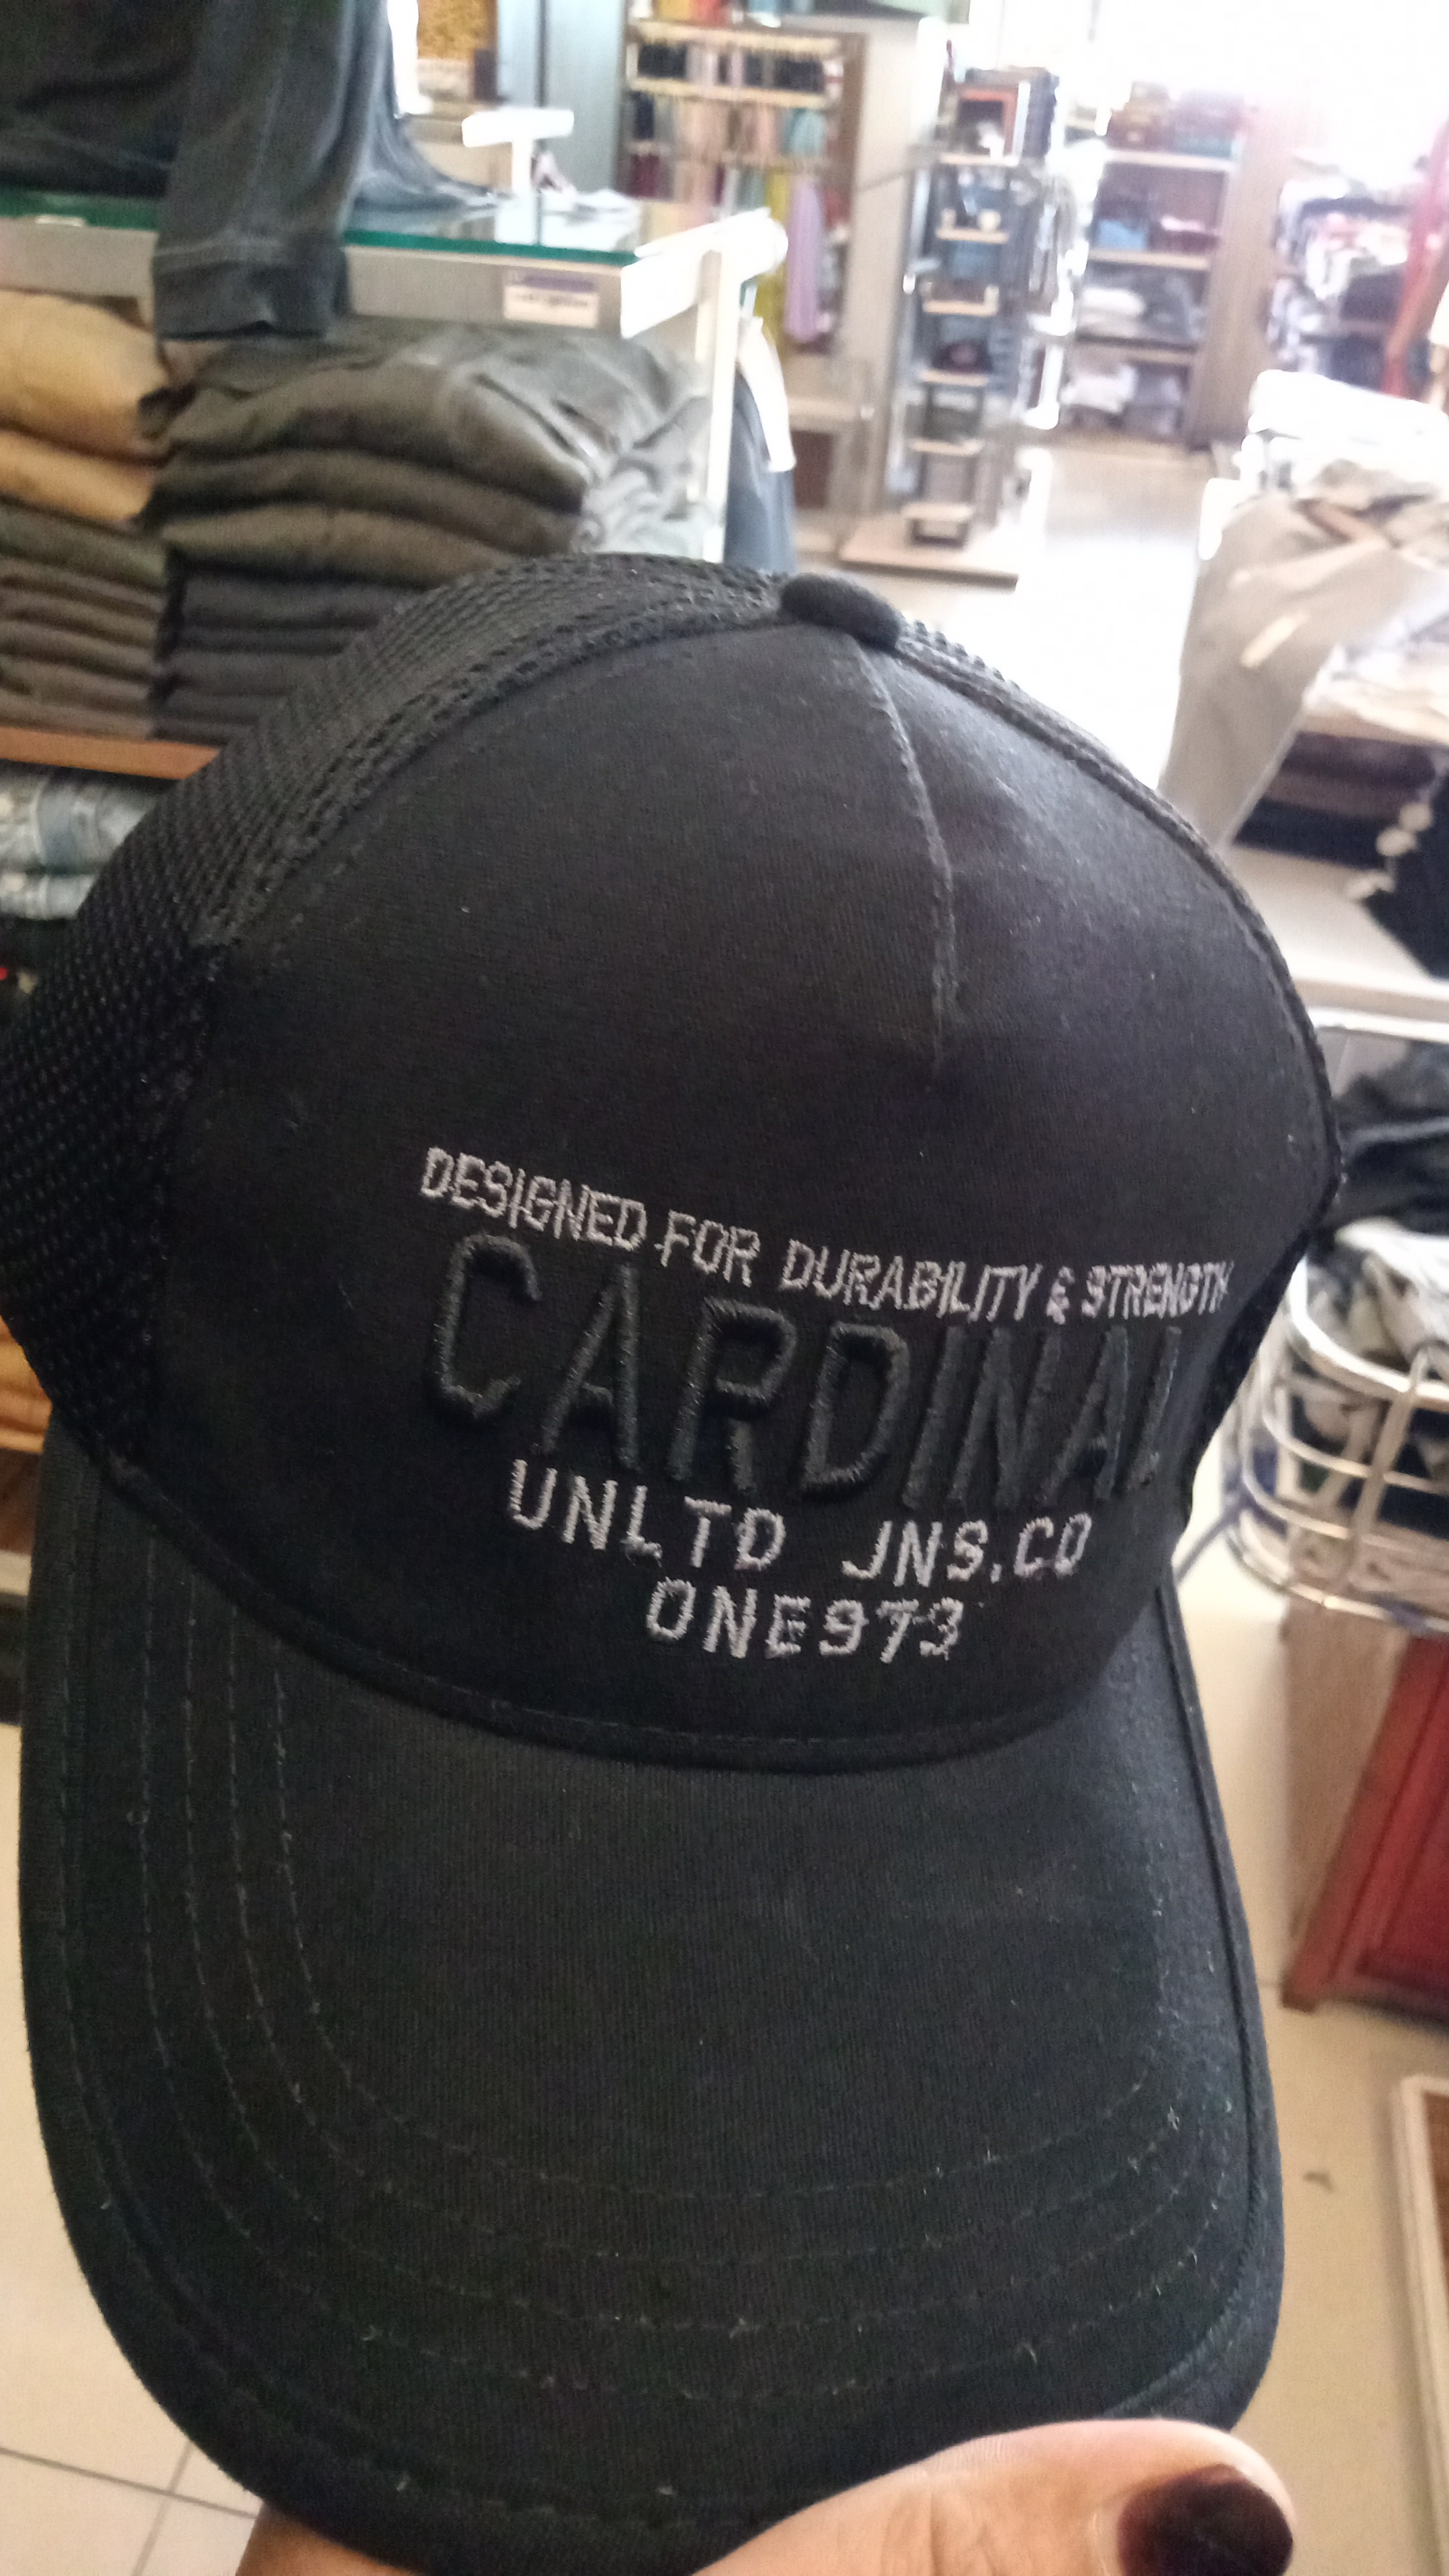 DESIGNED FOR DURABILITY & STRENGTH
CARDINAL
UNLTD JNS.CO
ONE973